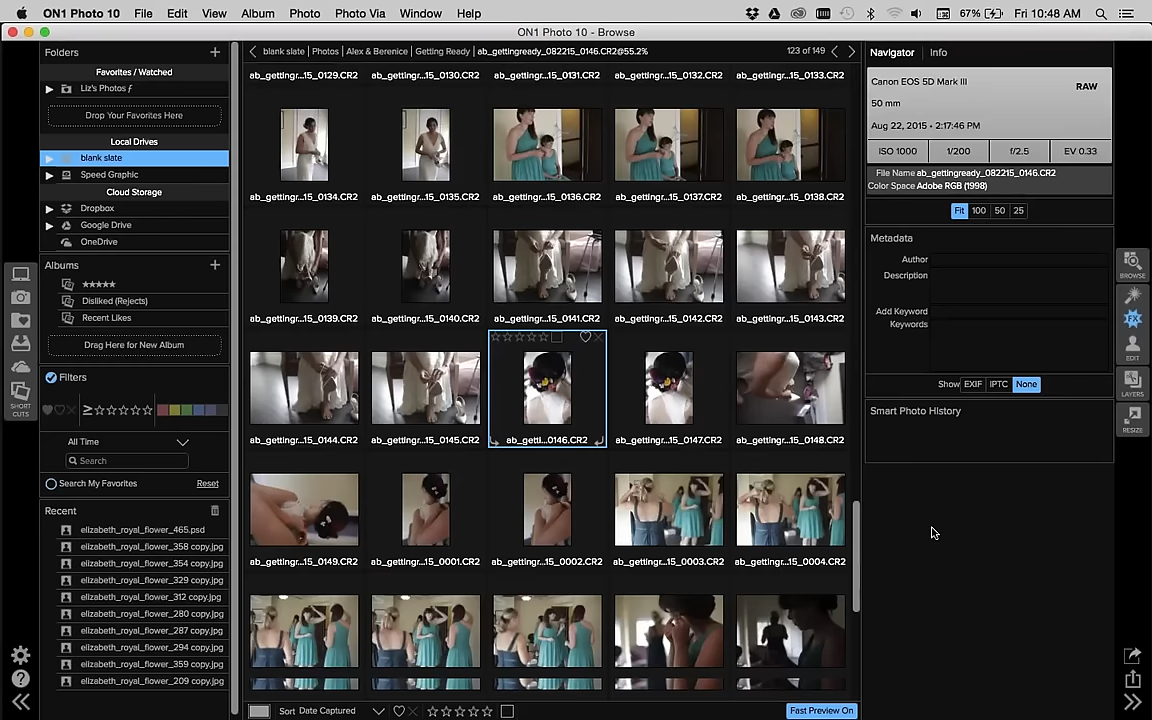 ON1 Photo 10 File Edit View Album Photo Photo Via Window Help 67% Fri 10:48 AM
ON1 Photo 10 - Browse
Folders
Favorites / Watched
Liz's Photos ƒ
Drop Your Favorites Here
Local Drives
blank slate
Speed Graphic
Cloud Storage
Dropbox
Google Drive
OneDrive
Albums
★★★★★
Disliked (Rejects)
Recent Likes
Drag Here for New Album
SHORT CUTS
Filters
≥☆☆☆☆☆
All Time
Search
Search My Favorites Reset
Recent
elizabeth_royal_flower_465.psd
elizabeth_royal_flower_358 copy.jpg
elizabeth_royal_flower_354 copy.jpg
elizabeth_royal_flower_329 copy.jpg
elizabeth_royal_flower_312 copy.jpg
elizabeth_royal_flower_280 copy.jpg
elizabeth_royal_flower_287 copy.jpg
elizabeth_royal_flower_294 copy.jpg
elizabeth_royal_flower_359 copy.jpg
elizabeth_royal_flower_209 copy.jpg
blank slate | Photos | Alex & Berenice | Getting Ready | ab_gettingready_082215_0146.CR2@55.2% 123 of 149
ab_gettingr...15_0129.CR2 ab_gettingr...15_0130.CR2 ab_gettingr...15_0131.CR2 ab_gettingr...15_0132.CR2 ab_gettingr...15_0133.CR2
ab_gettingr...15_0134.CR2 ab_gettingr...15_0135.CR2 ab_gettingr...15_0136.CR2 ab_gettingr...15_0137.CR2 ab_gettingr...15_0138.CR2
ab_gettingr...15_0139.CR2 ab_gettingr...15_0140.CR2 ab_gettingr...15_0141.CR2 ab_gettingr...15_0142.CR2 ab_gettingr...15_0143.CR2
ab_gettingr...15_0144.CR2 ab_gettingr...15_0145.CR2 ab_getti...0146.CR2 ab_gettingr...15_0147.CR2 ab_gettingr...15_0148.CR2
ab_gettingr...15_0149.CR2 ab_gettingr...15_0001.CR2 ab_gettingr...15_0002.CR2 ab_gettingr...15_0003.CR2 ab_gettingr...15_0004.CR2
Sort Date Captured Fast Preview On
Navigator Info
Canon EOS 5D Mark III RAW
50 mm
Aug 22, 2015 • 2:17:46 PM
ISO 1000 1/200 f/2.5 EV 0.33
File Name ab_gettingready_082215_0146.CR2
Color Space Adobe RGB (1998)
Fit 100 50 25
Metadata
Author
Description
Add Keyword
Keywords
Show EXIF IPTC None
Smart Photo History
BROWSE
FX
EDIT
LAYERS
RESIZE